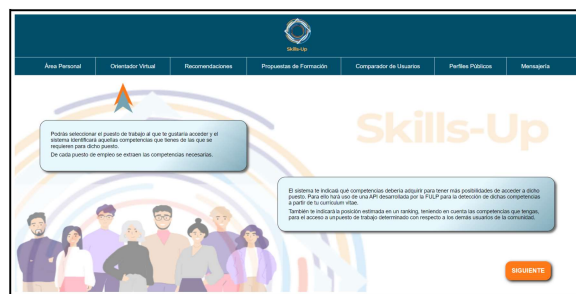 Skills-Up
Área Personal
Orientador Virtual
Recomendaciones
Propuestas de Formación
Comparador de Usuarios
Perfiles Públicos
Mensajería
Skills-Up
Podrás seleccionar el puesto de trabajo al que te gustaría acceder y el
sistema identificará aquellas competencias que tienes de las que se
requieren para dicho puesto.
De cada puesto de empleo se extraen las competencias necesarias.
El sistema te indicará qué competencias debería adquirir para tener más posibilidades de acceder a dicho
puesto. Para ello hará uso de una API desarrollada por la FULP para la detección de dichas competencias
a partir de tu curriculum vitae.
También le indicará la posición estimada en un ranking, teniendo en cuenta las competencias que tengas,
para el acceso a un puesto de trabajo determinado con respecto a los demás usuarios de la comunidad.
SIGUIENTE